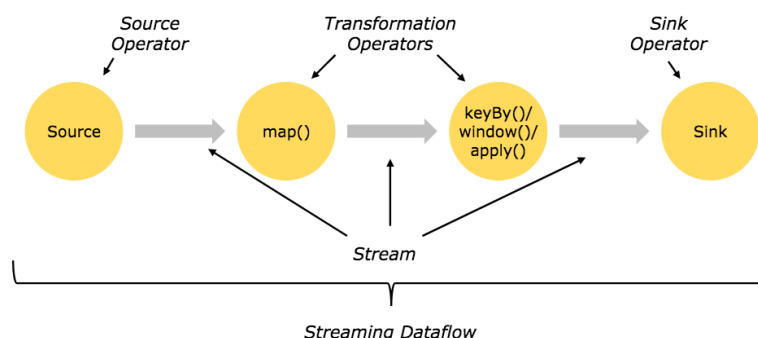 Source
Operator
Transformation
Operators
Sink
Operator
Source
map()
keyBy()/
window()/
apply()
Sink
Stream
Streaming Dataflow